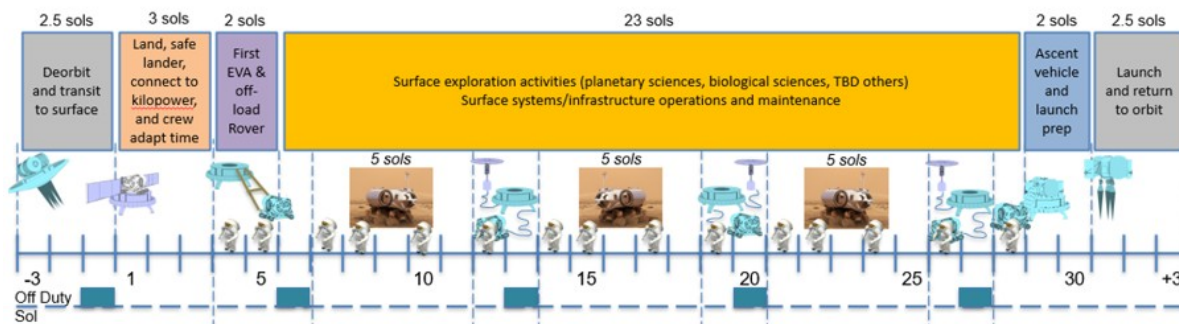 2.5 sols
3 sols
2 sols
23 sols
2 sols
2.5 sols
Deorbit
and transit
to surface
Land, safe
lander,
connect to
kilopower,
and crew
adapt time
First
EVA &
off-
load
Rover
Surface exploration activities (planetary sciences, biological sciences, TBD others)
Surface systems/infrastructure operations and maintenance
Ascent
vehicle
and
launch
prep
Launch
and return
to orbit
5 sols
5 sols
5 sols
-3 1 5 10 15 20 25 30 +3
Off Duty
Sol